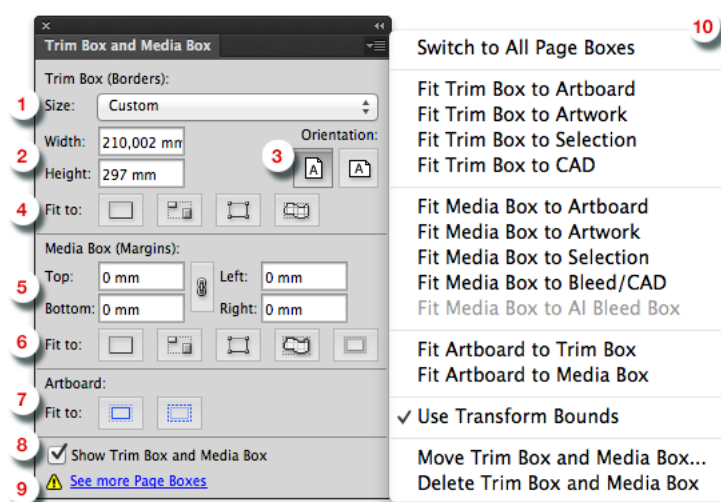 Trim Box and Media Box
Trim Box (Borders):
1
Size: Custom
2
Width: 210,002 mm
Orientation:
3
Height: 297 mm
A A
4
Fit to:
Media Box (Margins):
5
Top: 0 mm Left: 0 mm
Bottom: 0 mm Right: 0 mm
6
Fit to:
Artboard:
7
Fit to:
8
Show Trim Box and Media Box
9
See more Page Boxes
10
Switch to All Page Boxes
Fit Trim Box to Artboard
Fit Trim Box to Artwork
Fit Trim Box to Selection
Fit Trim Box to CAD
Fit Media Box to Artboard
Fit Media Box to Artwork
Fit Media Box to Selection
Fit Media Box to Bleed/CAD
Fit Media Box to AI Bleed Box
Fit Artboard to Trim Box
Fit Artboard to Media Box
Use Transform Bounds
Move Trim Box and Media Box...
Delete Trim Box and Media Box